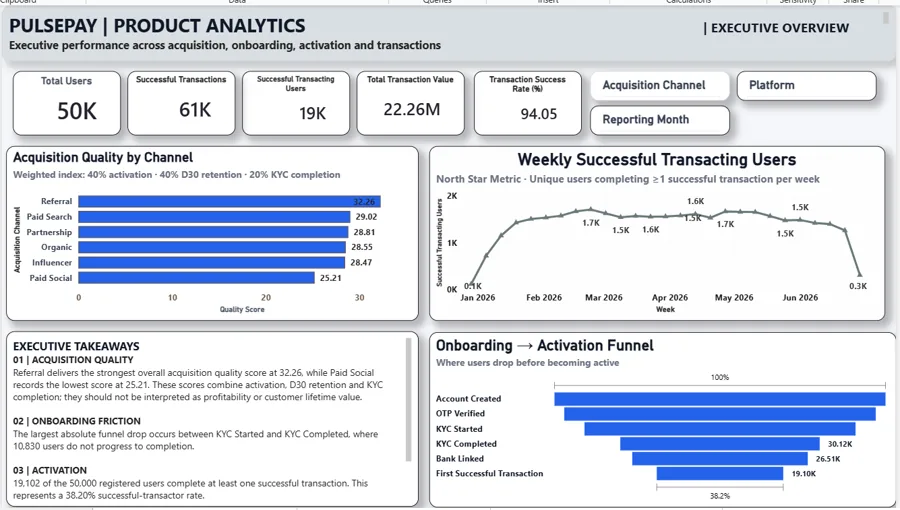 Clipboard
Data
Queries
Insert
Calculations
Sensitivity
Share
PULSEPAY | PRODUCT ANALYTICS
| EXECUTIVE OVERVIEW
Executive performance across acquisition, onboarding, activation and transactions
Total Users
50K
Successful Transactions
61K
Successful Transacting
Users
19K
Total Transaction Value
22.26M
Transaction Success
Rate (%)
94.05
Acquisition Channel
Platform
Reporting Month
Acquisition Quality by Channel
Weighted index: 40% activation · 40% D30 retention · 20% KYC completion
Acquisition Channel
Referral 32.26
Paid Search 29.02
Partnership 28.81
Organic 28.55
Influencer 28.47
Paid Social 25.21
0 10 20 30
Quality Score
Weekly Successful Transacting Users
North Star Metric - Unique users completing ≥1 successful transaction per week
Successful Transacting Users
2K
1K
0K
0.1K
1.7K
1.5K
1.6K
1.6K
1.5K
1.7K
1.5K
1.5K
0.3K
Jan 2026 Feb 2026 Mar 2026 Apr 2026 May 2026 Jun 2026
Week
EXECUTIVE TAKEAWAYS
01 | ACQUISITION QUALITY
Referral delivers the strongest overall acquisition quality score at 32.26, while Paid Social
records the lowest score at 25.21. These scores combine activation, D30 retention and KYC
completion; they should not be interpreted as profitability or customer lifetime value.
02 | ONBOARDING FRICTION
The largest absolute funnel drop occurs between KYC Started and KYC Completed, where
10,830 users do not progress to completion.
03 | ACTIVATION
19,102 of the 50,000 registered users complete at least one successful transaction. This
represents a 38.20% successful-transactor rate.
Onboarding → Activation Funnel
Where users drop before becoming active
100%
Account Created
OTP Verified
KYC Started
KYC Completed 30.12K
Bank Linked 26.51K
First Successful Transaction 19.10K
38.2%